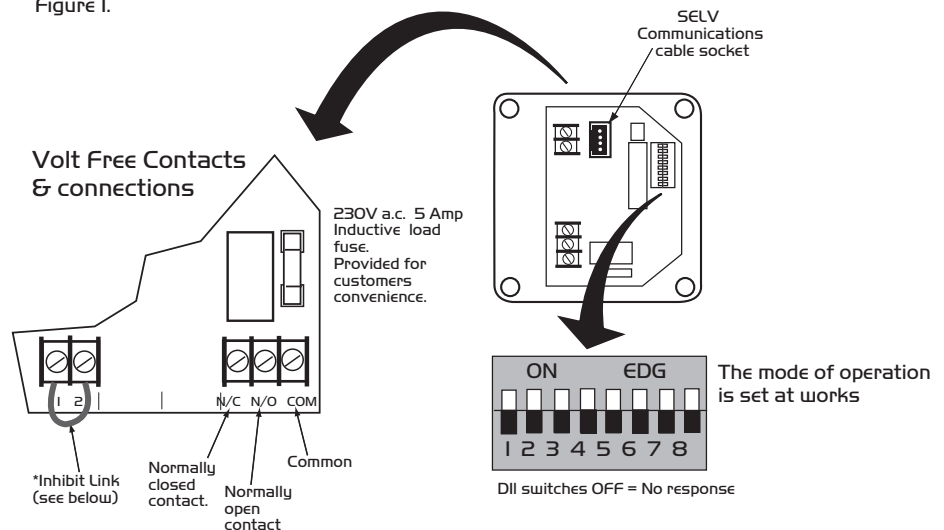 Figure 1.
SELV
Communications
cable socket
Volt Free Contacts
& connections
230V a.c. 5 Amp
Inductive load
fuse.
Provided for
customers
convenience.
1 2
N/C N/O COM
*Inhibit Link
(see below)
Normally
closed
contact.
Normally
open
contact
Common
ON EDG
1 2 3 4 5 6 7 8
The mode of operation
is set at works
DIl switches OFF = No response